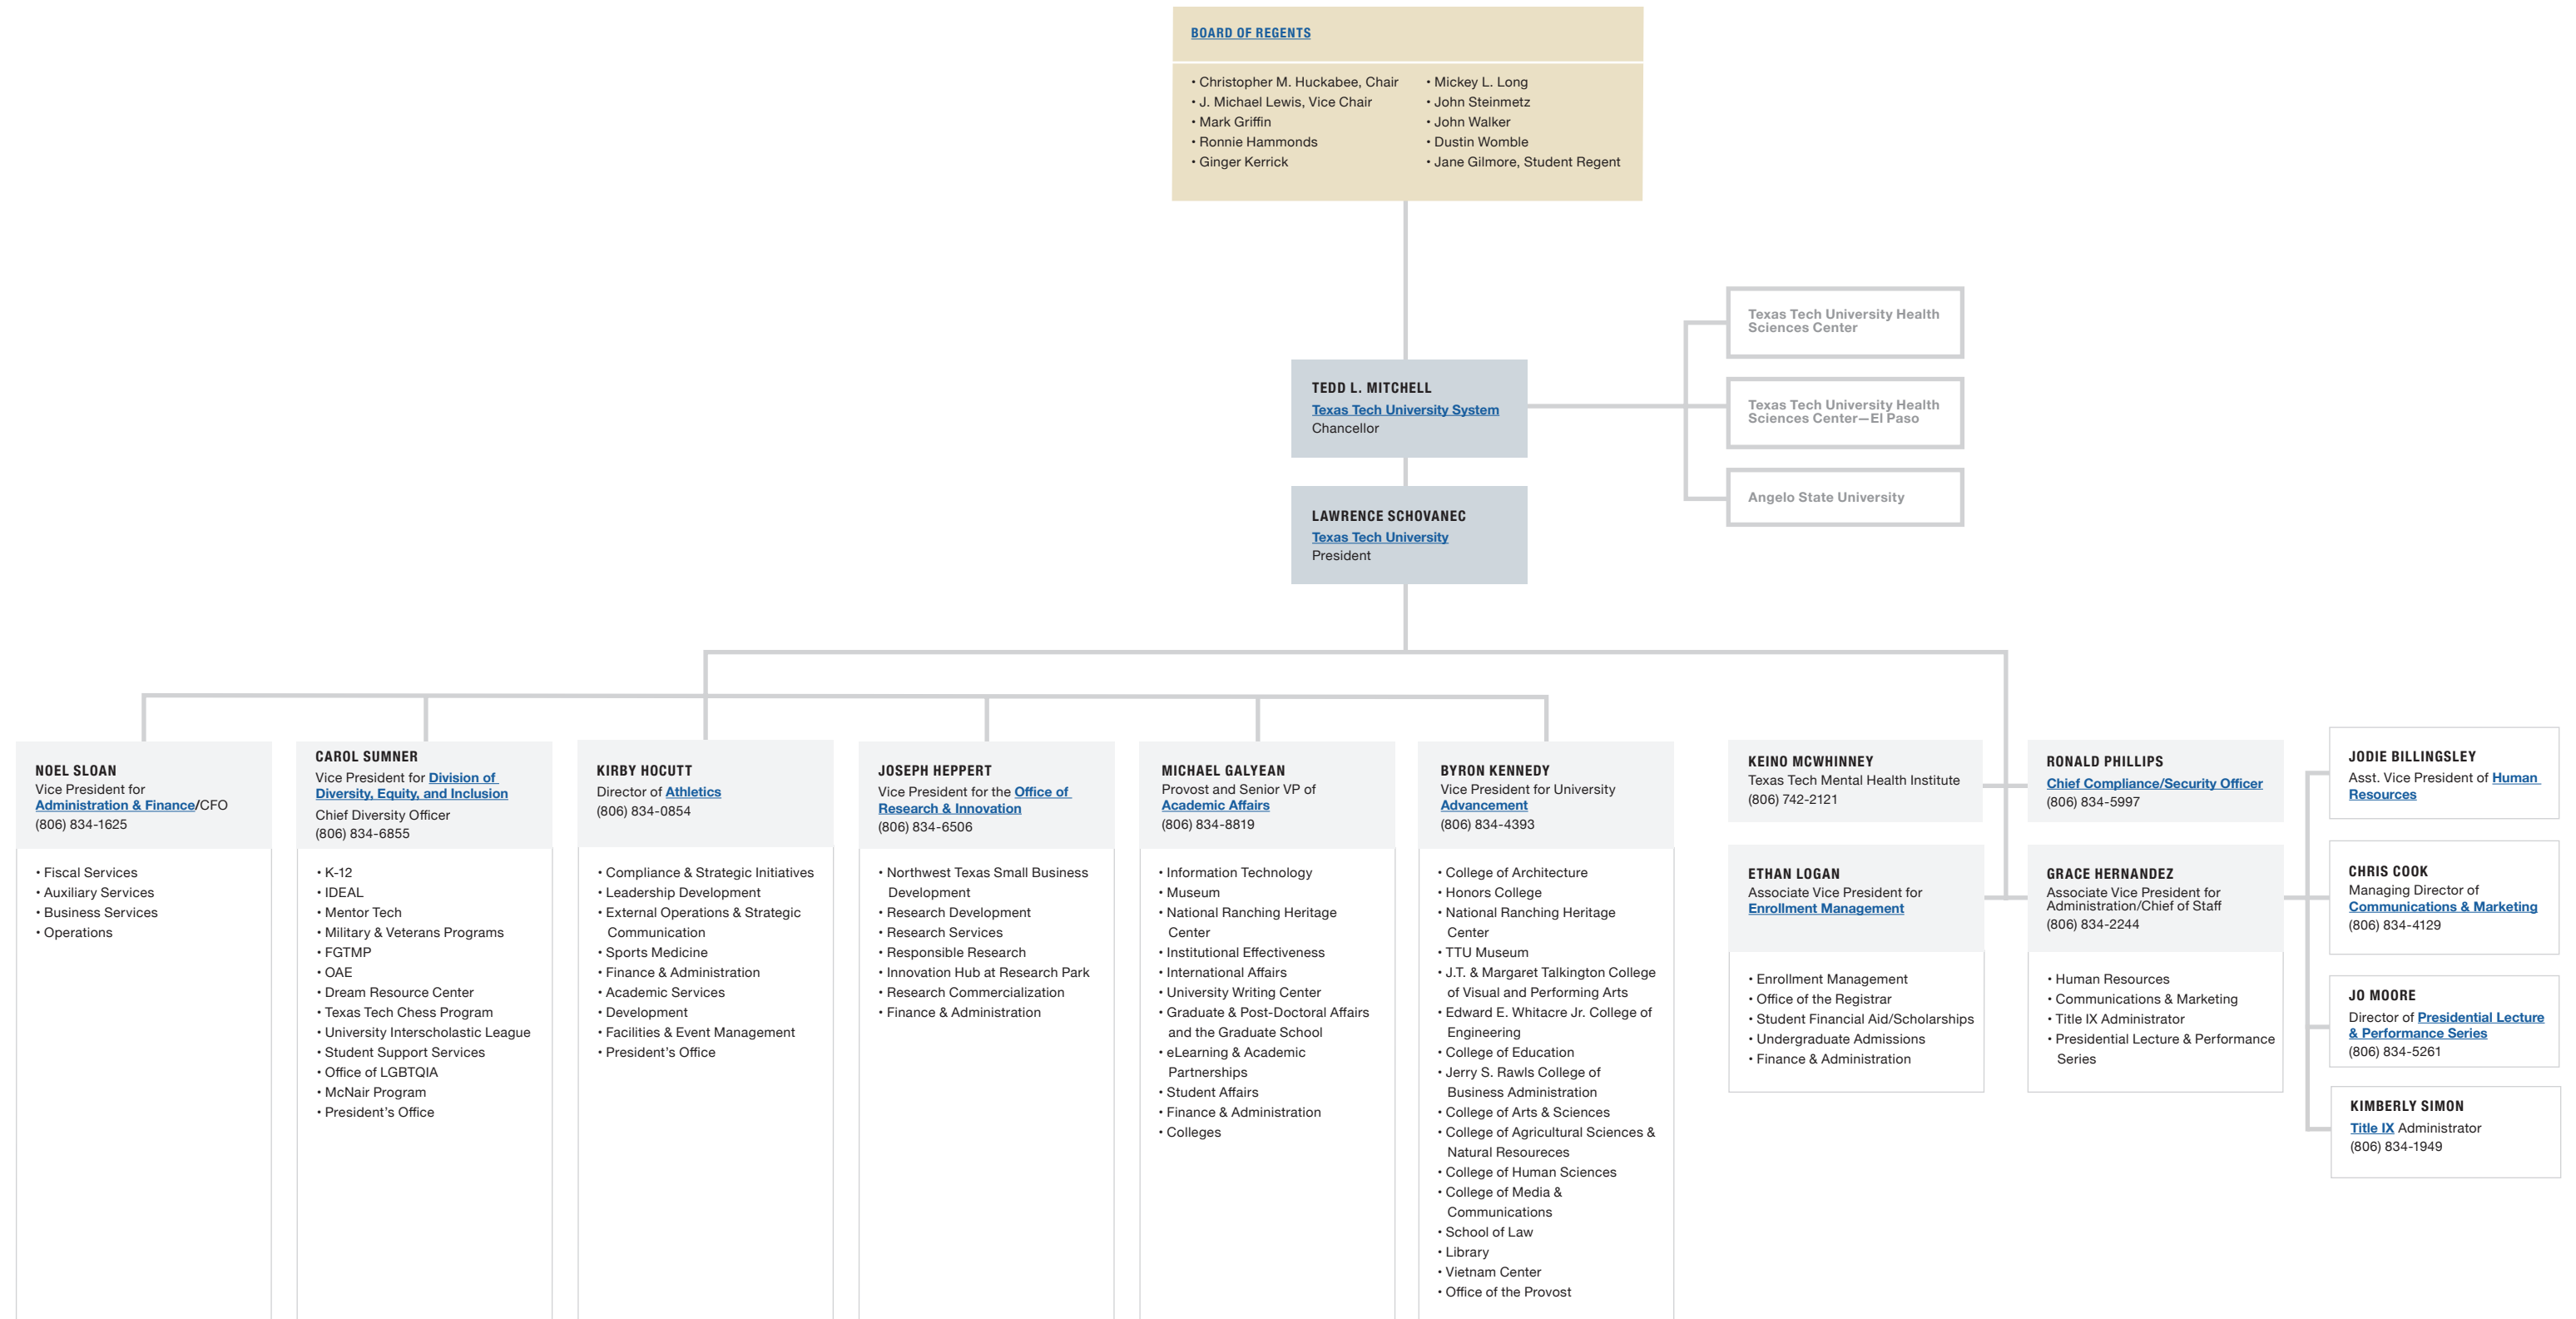 BOARD OF REGENTS
• Christopher M. Huckabee, Chair
• J. Michael Lewis, Vice Chair
• Mark Griffin
• Ronnie Hammonds
• Ginger Kerrick
• Mickey L. Long
• John Steinmetz
• John Walker
• Dustin Womble
• Jane Gilmore, Student Regent
TEDD L. MITCHELL
Texas Tech University System
Chancellor
Texas Tech University Health
Sciences Center
Texas Tech University Health
Sciences Center—El Paso
Angelo State University
LAWRENCE SCHOVANEC
Texas Tech University
President
NOEL SLOAN
Vice President for
Administration & Finance/CFO
(806) 834-1625
• Fiscal Services
• Auxiliary Services
• Business Services
• Operations
CAROL SUMNER
Vice President for Division of
Diversity, Equity, and Inclusion
Chief Diversity Officer
(806) 834-6855
• K-12
• IDEAL
• Mentor Tech
• Military & Veterans Programs
• FGTMP
• OAE
• Dream Resource Center
• Texas Tech Chess Program
• University Interscholastic League
• Student Support Services
• Office of LGBTQIA
• McNair Program
• President's Office
KIRBY HOCUTT
Director of Athletics
(806) 834-0854
• Compliance & Strategic Initiatives
• Leadership Development
• External Operations & Strategic
Communication
• Sports Medicine
• Finance & Administration
• Academic Services
• Development
• Facilities & Event Management
• President's Office
JOSEPH HEPPERT
Vice President for the Office of
Research & Innovation
(806) 834-6506
• Northwest Texas Small Business
Development
• Research Development
• Research Services
• Responsible Research
• Innovation Hub at Research Park
• Research Commercialization
• Finance & Administration
MICHAEL GALYEAN
Provost and Senior VP of
Academic Affairs
(806) 834-8819
• Information Technology
• Museum
• National Ranching Heritage
Center
• Institutional Effectiveness
• International Affairs
• University Writing Center
• Graduate & Post-Doctoral Affairs
and the Graduate School
• eLearning & Academic
Partnerships
• Student Affairs
• Finance & Administration
• Colleges
BYRON KENNEDY
Vice President for University
Advancement
(806) 834-4393
• College of Architecture
• Honors College
• National Ranching Heritage
Center
• TTU Museum
• J.T. & Margaret Talkington College
of Visual and Performing Arts
• Edward E. Whitacre Jr. College of
Engineering
• College of Education
• Jerry S. Rawls College of
Business Administration
• College of Arts & Sciences
• College of Agricultural Sciences &
Natural Resoureces
• College of Human Sciences
• College of Media &
Communications
• School of Law
• Library
• Vietnam Center
• Office of the Provost
KEINO MCWHINNEY
Texas Tech Mental Health Institute
(806) 742-2121
RONALD PHILLIPS
Chief Compliance/Security Officer
(806) 834-5997
ETHAN LOGAN
Associate Vice President for
Enrollment Management
• Enrollment Management
• Office of the Registrar
• Student Financial Aid/Scholarships
• Undergraduate Admissions
• Finance & Administration
GRACE HERNANDEZ
Associate Vice President for
Administration/Chief of Staff
(806) 834-2244
• Human Resources
• Communications & Marketing
• Title IX Administrator
• Presidential Lecture & Performance
Series
JODIE BILLINGSLEY
Asst. Vice President of Human
Resources
CHRIS COOK
Managing Director of
Communications & Marketing
(806) 834-4129
JO MOORE
Director of Presidential Lecture
& Performance Series
(806) 834-5261
KIMBERLY SIMON
Title IX Administrator
(806) 834-1949